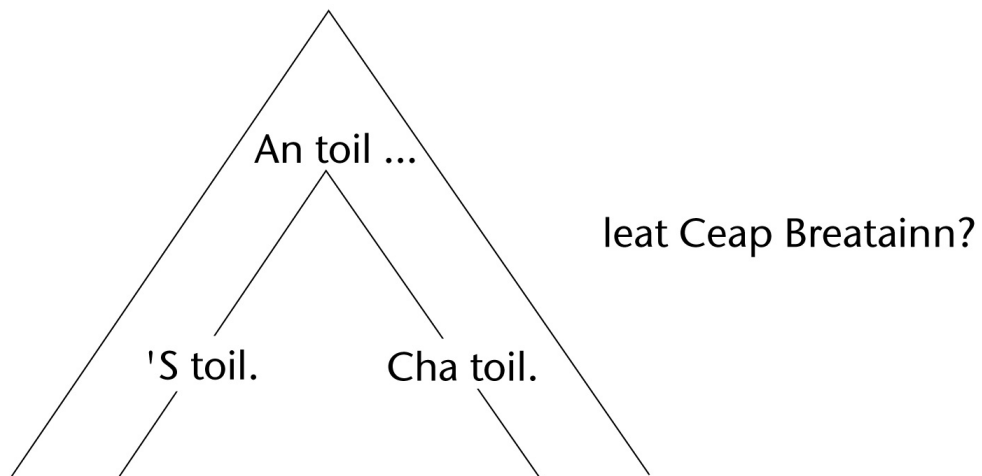 An toil ...
leat Ceap Breatainn?
'S toil.
Cha toil.